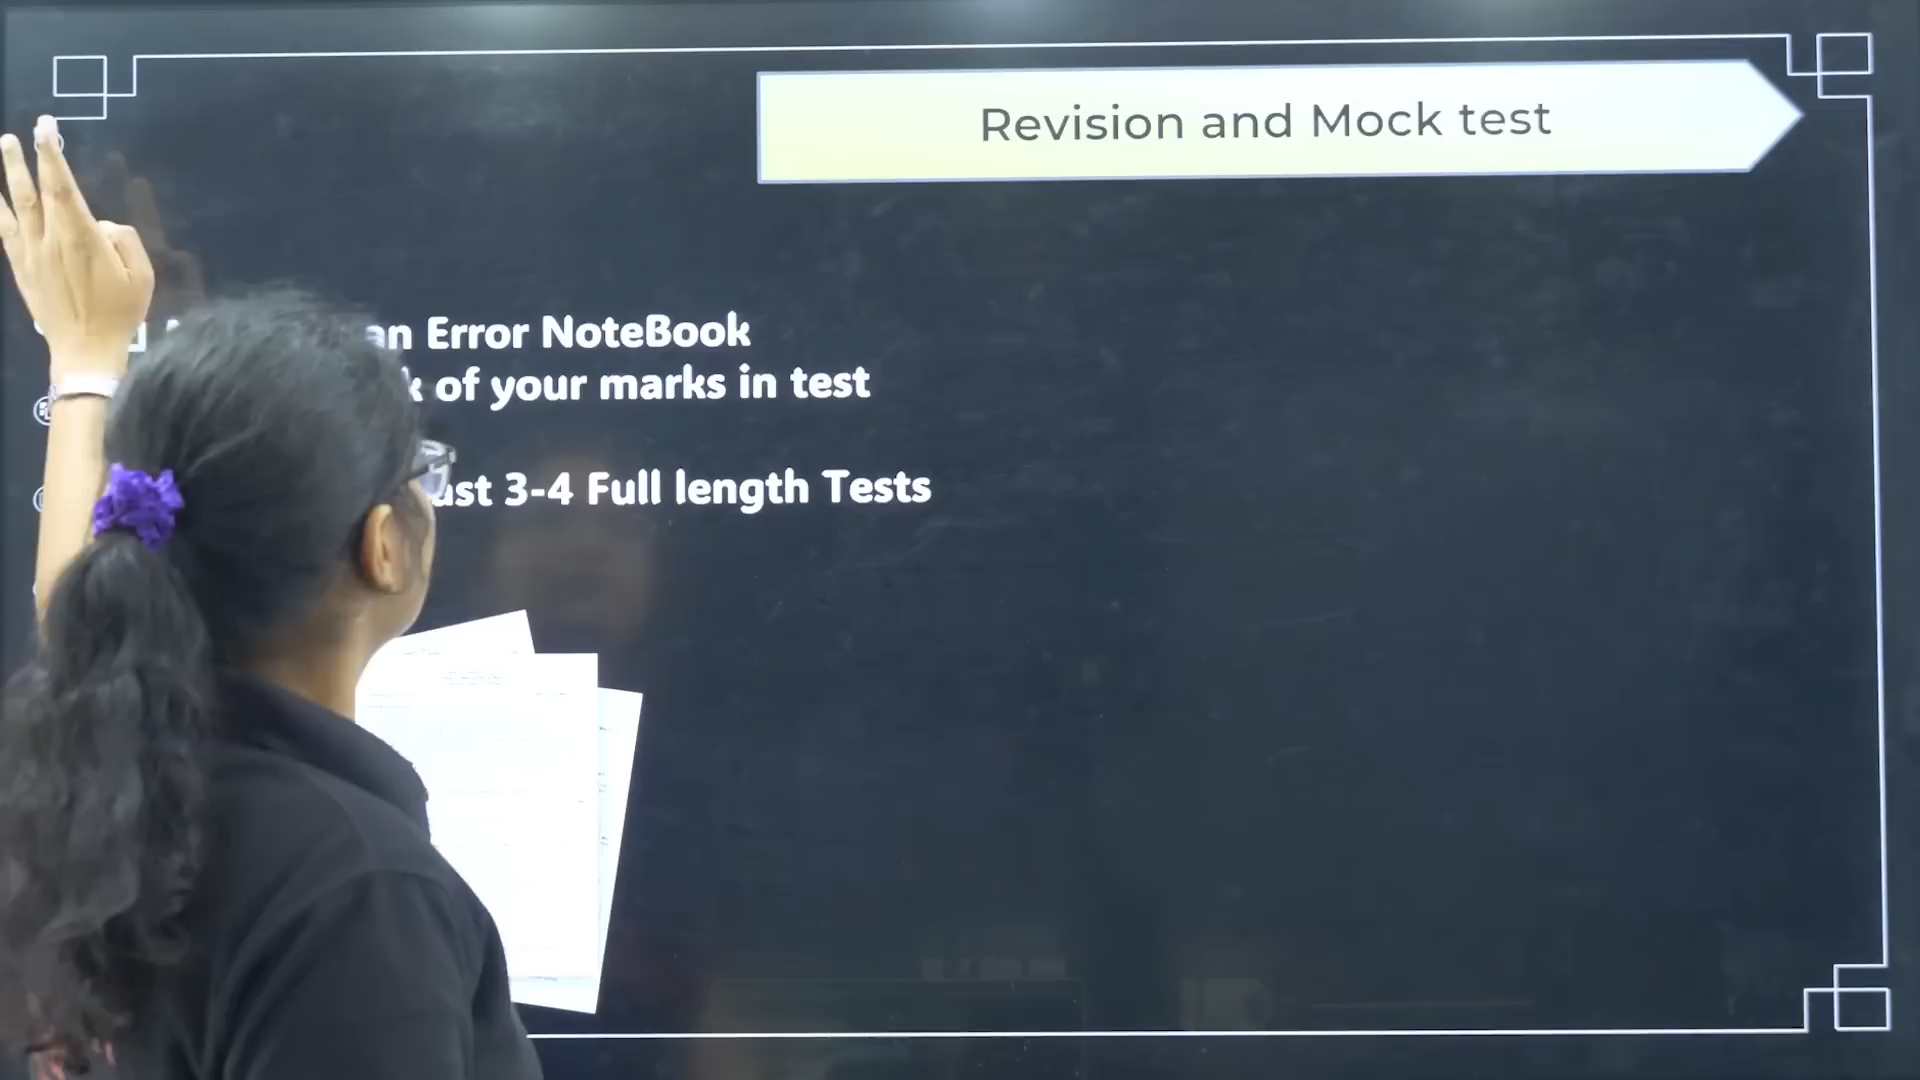 Revision and Mock test
an Error NoteBook
of your marks in test
3-4 Full length Tests